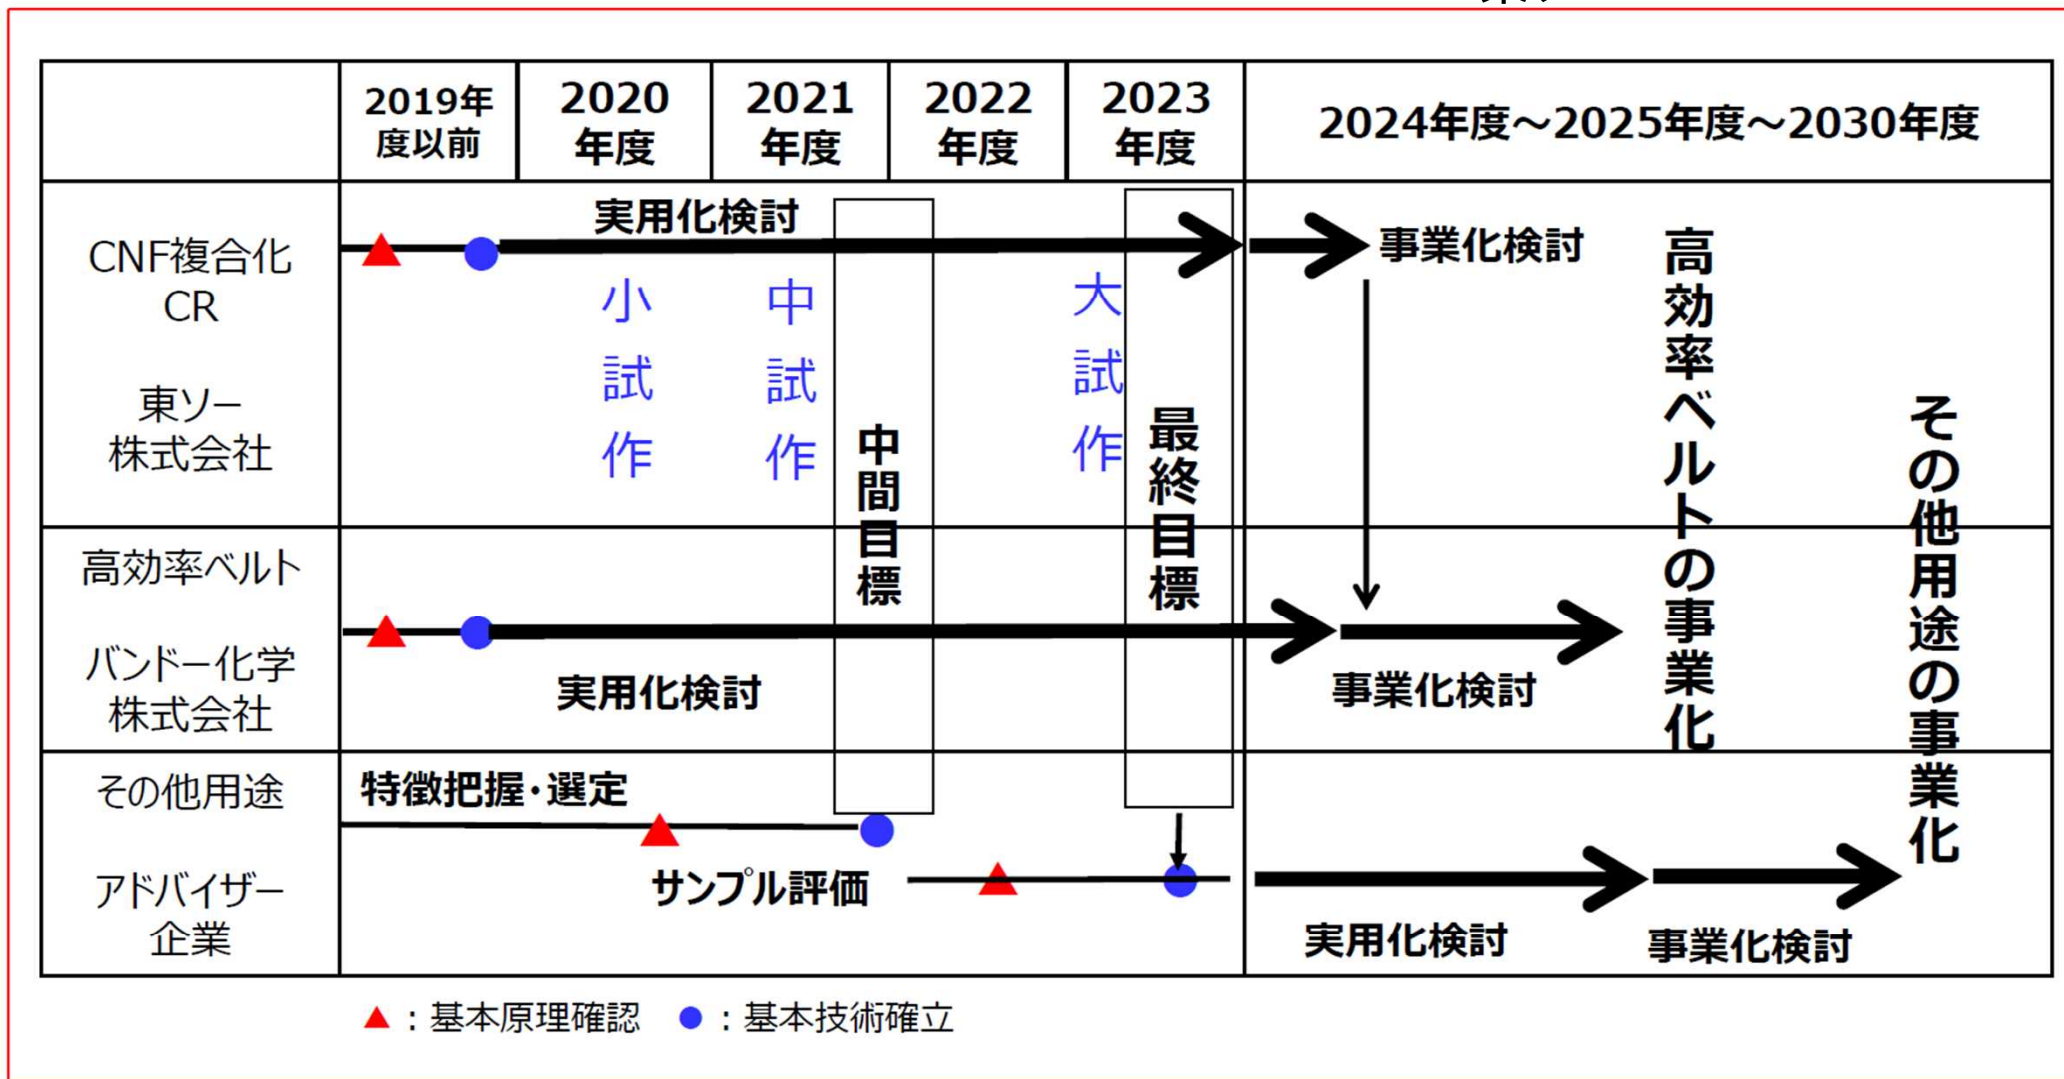 2019年
度以前
2020
年度
2021
年度
2022
年度
2023
年度
2024年度～2025年度～2030年度
CNF複合化
CR
東ソー
株式会社
実用化検討
小試作
中試作
大試作
中間目標
最終目標
事業化検討
高効率ベルトの事業化
その他用途の事業化
高効率ベルト
バンドー化学
株式会社
実用化検討
事業化検討
その他用途
アドバイザー
企業
特徴把握・選定
サンプル評価
実用化検討
事業化検討
▲：基本原理確認 ●：基本技術確立